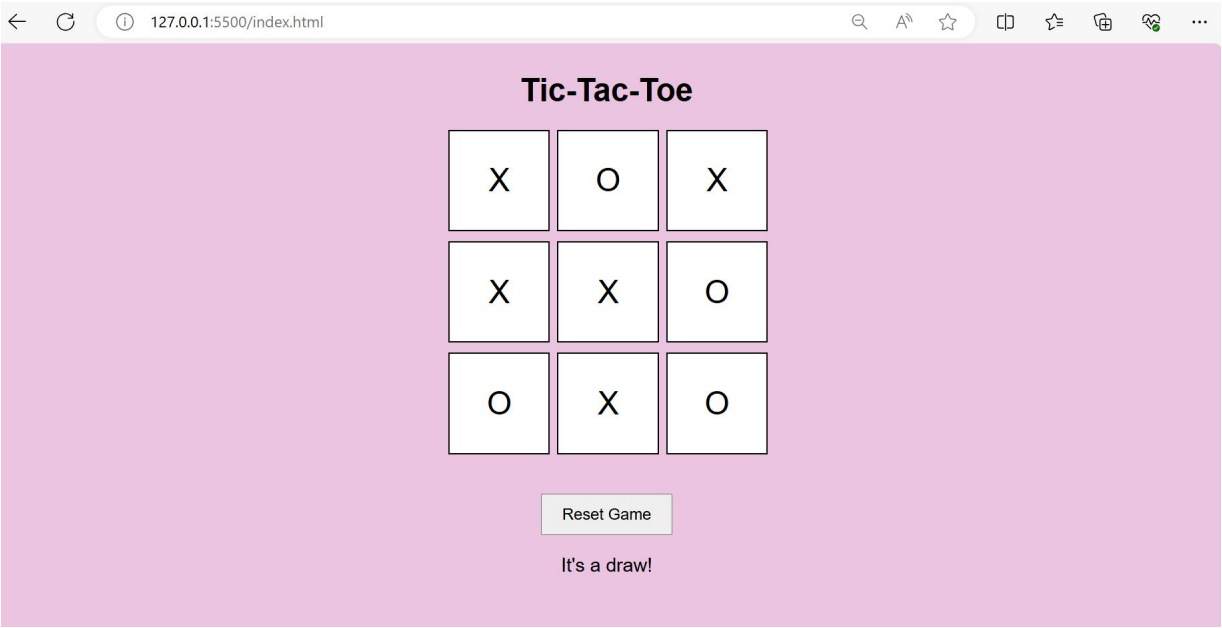 127.0.0.1:5500/index.html
Tic-Tac-Toe
X O X
X X O
O X O
Reset Game
It's a draw!